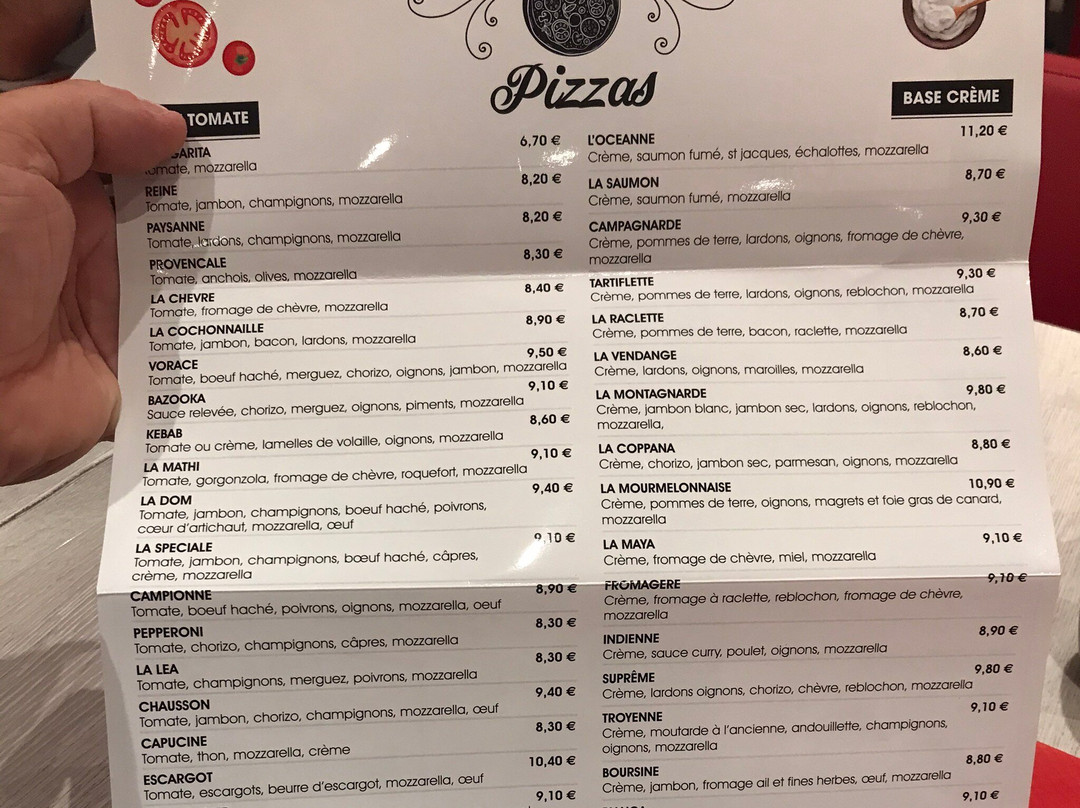 Pizzas
TOMATE
GARITA
6,70 €
Tomate, mozzarella
REINE
8,20 €
Tomate, jambon, champignons, mozzarella
PAYSANNE
8,20 €
Tomate, lardons, champignons, mozzarella
PROVENCALE
8,30 €
Tomate, anchois, olives, mozzarella
LA CHEVRE
8,40 €
Tomate, fromage de chèvre, mozzarella
LA COCHONNAILLE
8,90 €
Tomate, jambon, bacon, lardons, mozzarella
VORACE
9,50 €
Tomate, boeuf haché, merguez, chorizo, oignons, jambon, mozzarella
BAZOOKA
9,10 €
Sauce relevée, chorizo, merguez, oignons, piments, mozzarella
KEBAB
8,60 €
Tomate ou crème, lamelles de volaille, oignons, mozzarella
LA MATHI
9,10 €
Tomate, gorgonzola, fromage de chèvre, roquefort, mozzarella
LA DOM
9,40 €
Tomate, jambon, champignons, boeuf haché, poivrons,
cœur d'artichaut, mozzarella, œuf
LA SPECIALE
9,10 €
Tomate, jambon, champignons, bœuf haché, câpres,
crème, mozzarella
CAMPIONNE
8,90 €
Tomate, boeuf haché, poivrons, oignons, mozzarella, oeuf
PEPPERONI
8,30 €
Tomate, chorizo, champignons, câpres, mozzarella
LA LEA
8,30 €
Tomate, champignons, merguez, poivrons, mozzarella
CHAUSSON
9,40 €
Tomate, jambon, chorizo, champignons, mozzarella, œuf
CAPUCINE
8,30 €
Tomate, thon, mozzarella, crème
ESCARGOT
10,40 €
Tomate, escargots, beurre d'escargot, mozzarella, œuf
9,10 €
BASE CRÈME
L'OCEANNE
11,20 €
Crème, saumon fumé, st jacques, échalottes, mozzarella
LA SAUMON
8,70 €
Crème, saumon fumé, mozzarella
CAMPAGNARDE
9,30 €
Crème, pommes de terre, lardons, oignons, fromage de chèvre,
mozzarella
TARTIFLETTE
9,30 €
Crème, pommes de terre, lardons, oignons, reblochon, mozzarella
LA RACLETTE
8,70 €
Crème, pommes de terre, bacon, raclette, mozzarella
LA VENDANGE
8,60 €
Crème, lardons, oignons, maroilles, mozzarella
LA MONTAGNARDE
9,80 €
Crème, jambon blanc, jambon sec, lardons, oignons, reblochon,
mozzarella,
LA COPPANA
8,80 €
Crème, chorizo, jambon sec, parmesan, oignons, mozzarella
LA MOURMELONNAISE
10,90 €
Crème, pommes de terre, oignons, magrets et foie gras de canard,
mozzarella
LA MAYA
9,10 €
Crème, fromage de chèvre, miel, mozzarella
FROMAGERE
9,10 €
Crème, fromage à raclette, reblochon, fromage de chèvre,
mozzarella
INDIENNE
8,90 €
Crème, sauce curry, poulet, oignons, mozzarella
SUPRÊME
9,80 €
Crème, lardons oignons, chorizo, chèvre, reblochon, mozzarella
TROYENNE
9,10 €
Crème, moutarde à l'ancienne, andouillette, champignons,
oignons, mozzarella
BOURSINE
8,80 €
Crème, jambon, fromage ail et fines herbes, œuf, mozzarella
9,10 €